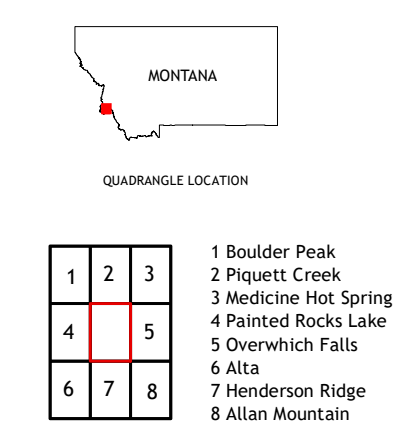 MONTANA
QUADRANGLE LOCATION
1 2 3
4 5
6 7 8
1 Boulder Peak
2 Piquett Creek
3 Medicine Hot Spring
4 Painted Rocks Lake
5 Overwhich Falls
6 Alta
7 Henderson Ridge
8 Allan Mountain